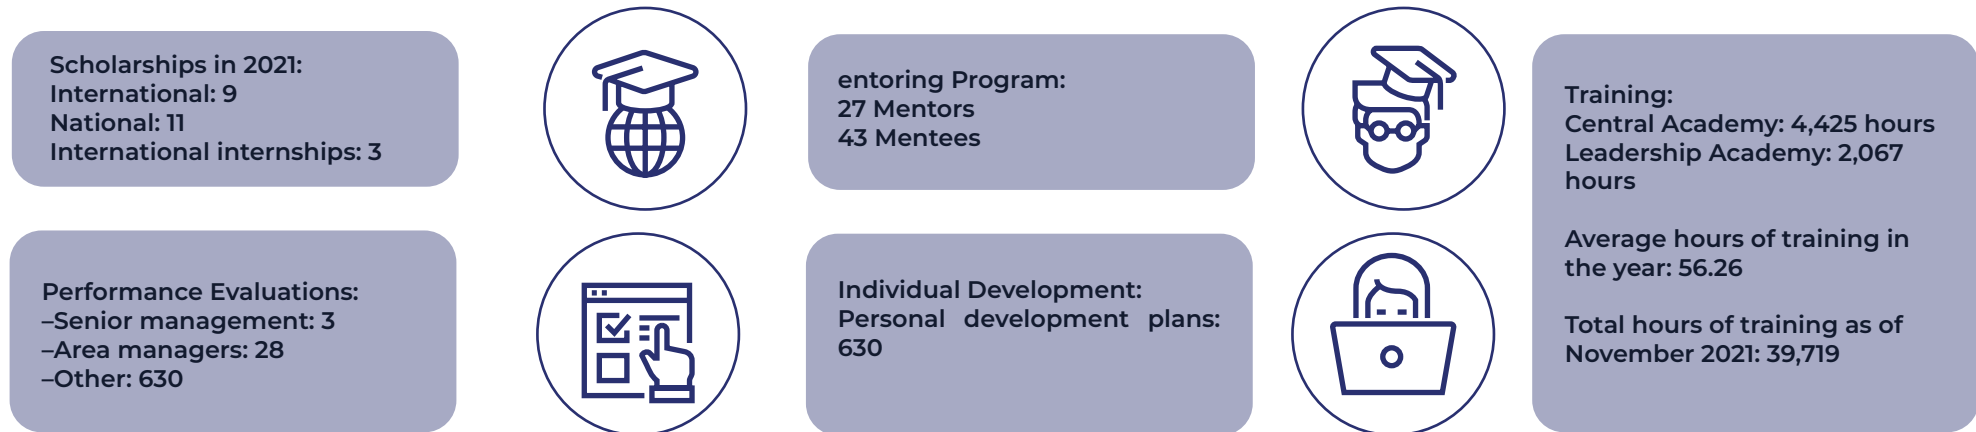 Scholarships in 2021:
International: 9
National: 11
International internships: 3
entoring Program:
27 Mentors
43 Mentees
Training:
Central Academy: 4,425 hours
Leadership Academy: 2,067
hours
Average hours of training in
the year: 56.26
Total hours of training as of
November 2021: 39,719
Performance Evaluations:
–Senior management: 3
–Area managers: 28
–Other: 630
Individual Development:
Personal development plans:
630